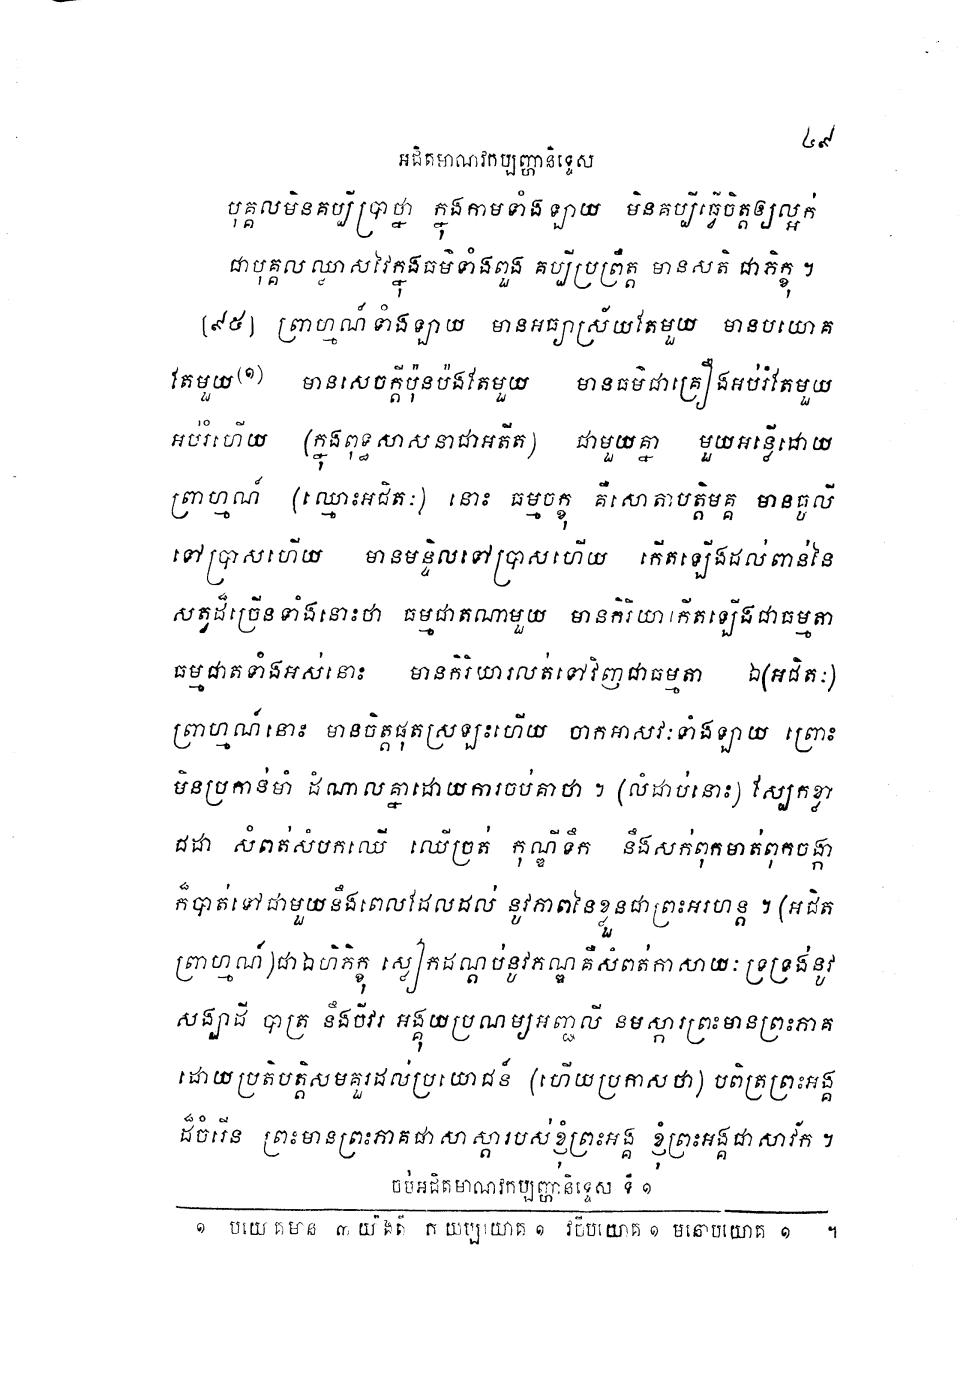 ៤៩
អជិតមាណវកប្បញ្ហានិទ្ទេស
បុគ្គលមិនគប្បីប្រាថ្នា ក្នុងកាមទាំងឡាយ មិនគប្បីធ្វើចិត្តឲ្យល្អក់
ជាបុគ្គលឈ្លាសវៃក្នុងធម៌ទាំងពួង គប្បីប្រព្រឹត្ត មានសតិ ជាភិក្ខុ ។
[៩៥] ព្រាហ្មណ៍ទាំងឡាយ មានអធ្យាស្រ័យតែមួយ មានបយោគ
តែមួយ(១) មានសេចក្តីប៉ុនប៉ងតែមួយ មានធម៌ជាគ្រឿងអប់រំតែមួយ
អប់រំហើយ (ក្នុងពុទ្ធសាសនាជាអតីត) ជាមួយគ្នា មួយអន្លើដោយ
ព្រាហ្មណ៍ (ឈ្មោះអជិតៈ) នោះ ធម្មចក្ខុ គឺសោតាបត្តិមគ្គ មានធូលី
ទៅប្រាសហើយ មានមន្ទិលទៅប្រាសហើយ កើតឡើងដល់ពាន់នៃ
សត្វដ៏ច្រើនទាំងនោះថា ធម្មជាតណាមួយ មានកិរិយាកើតឡើងជាធម្មតា
ធម្មជាតទាំងអស់នោះ មានកិរិយារលត់ទៅវិញជាធម្មតា ឯ(អជិតៈ)
ព្រាហ្មណ៍នោះ មានចិត្តផុតស្រឡះហើយ ចាកអាសវៈទាំងឡាយ ព្រោះ
មិនប្រកាន់មាំ ដំណាលគ្នាដោយការចប់គាថា ។ (លំដាប់នោះ) ស្បែកខ្លា
ជដា សំពត់សំបកឈើ ឈើច្រត់ កុណ្ឌីទឹក និងសក់ពុកមាត់ពុកចង្កា
ក៏បាត់ទៅជាមួយនឹងពេលដែលដល់ នូវភាពនៃខ្លួនជាព្រះអរហន្ត ។ (អជិត
ព្រាហ្មណ៍)ជាឯហិភិក្ខុ ស្លៀកដណ្តប់នូវភណ្ឌគឺសំពត់កាសាយៈ ទ្រទ្រង់នូវ
សង្ឃាដី បាត្រ និងចីវរ អង្គុយប្រណម្យអញ្ជលី នមស្ការព្រះមានព្រះភាគ
ដោយប្រតិបត្តិសមគួរដល់ប្រយោជន៍ (ហើយប្រកាសថា) បពិត្រព្រះអង្គ
ដ៏ចំរើន ព្រះមានព្រះភាគជាសាស្តារបស់ខ្ញុំព្រះអង្គ ខ្ញុំព្រះអង្គជាសាវ័ក ។
ចប់អជិតមាណវកប្បញ្ហានិទ្ទេស ទី ១
១ បយោគមាន ៣ យ៉ាងគឺ កាយប្បយោគ ១ វចីបយោគ ១ មនោបយោគ ១ ។